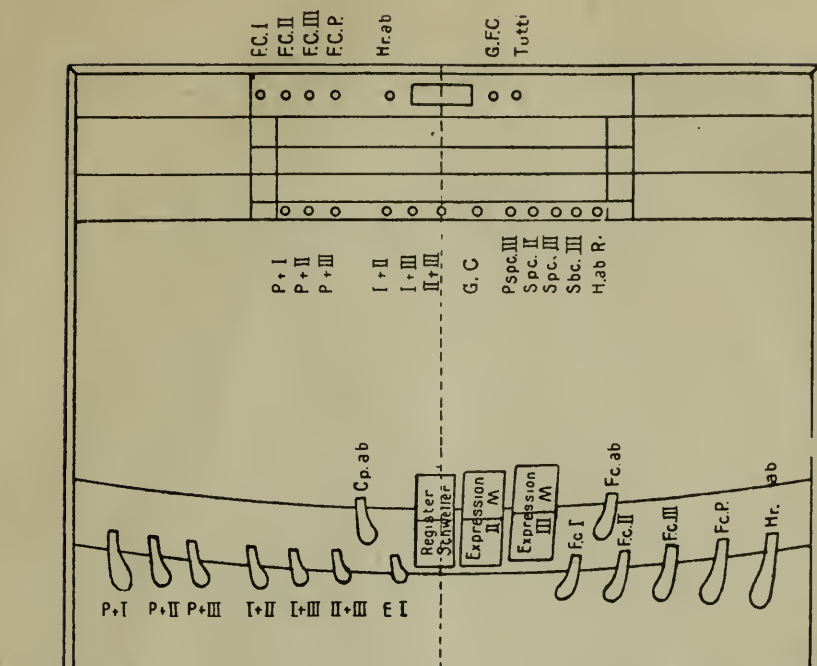 F.C. I
F.C. II
F.C. III
F.C. P.
Hr. ab
G.F.C.
Tutti
P + I
P + II
P + III
I + II
I + III
II + III
G. C
Pspc. III
Spc. II
Spc. III
Sbc. III
H. ab R.
Cp. ab
Register
Schweller
Expression
II M
Expression
III M
Fc. ab
Fc I
Fc. II
Fc. III
Fc. P.
Hr. ab
P+I
P+II
P+III
I+II
I+III
II+III
E I